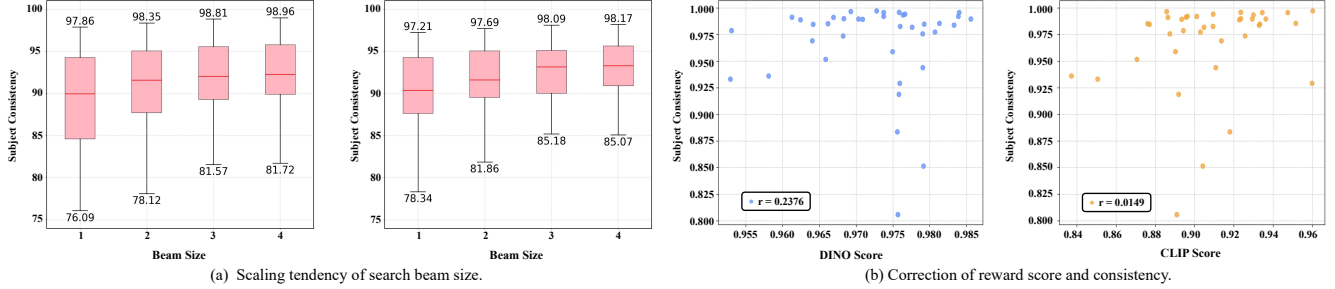 100
97.86
98.35
98.81
98.96
95
90
85
80
75
76.09
78.12
81.57
81.72
Subject Consistency
1 2 3 4
Beam Size
100
97.21
97.69
98.09
98.17
95
90
85
80
75
78.34
81.86
85.18
85.07
Subject Consistency
1 2 3 4
Beam Size
(a) Scaling tendency of search beam size.
1.000
0.975
0.950
0.925
0.900
0.875
0.850
0.825
0.800
Subject Consistency
r = 0.2376
0.955 0.960 0.965 0.970 0.975 0.980 0.985
DINO Score
1.000
0.975
0.950
0.925
0.900
0.875
0.850
0.825
0.800
Subject Consistency
r = 0.0149
0.84 0.86 0.88 0.90 0.92 0.94 0.96
CLIP Score
(b) Correction of reward score and consistency.